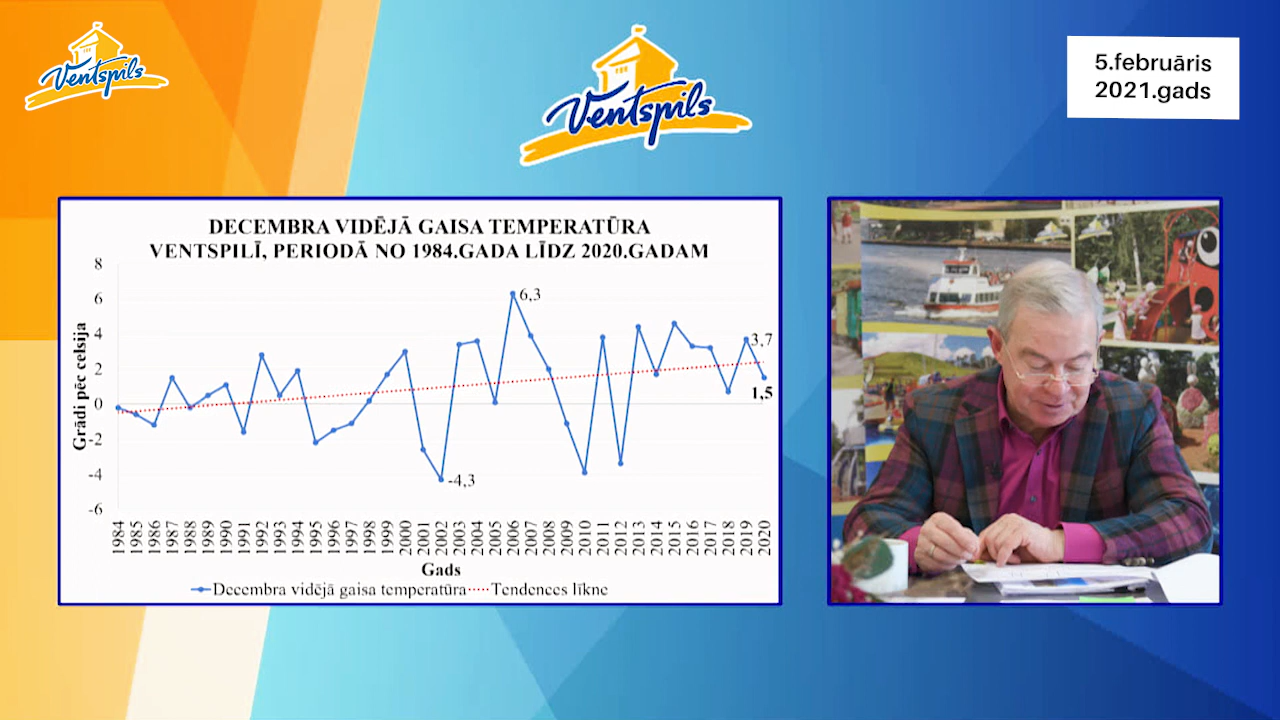 Ventspils
Ventspils
5.februāris
2021.gads
DECEMBRA VIDĒJĀ GAISA TEMPERATŪRA
VENTSPILĪ, PERIODĀ NO 1984.GADA LĪDZ 2020.GADAM
Grādi pēc celsija
8
6
4
2
0
-2
-4
-6
6,3
-4,3
3,7
1,5
1984 1985 1986 1987 1988 1989 1990 1991 1992 1993 1994 1995 1996 1997 1998 1999 2000 2001 2002 2003 2004 2005 2006 2007 2008 2009 2010 2011 2012 2013 2014 2015 2016 2017 2018 2019 2020
Gads
Decembra vidējā gaisa temperatūra Tendences līkne